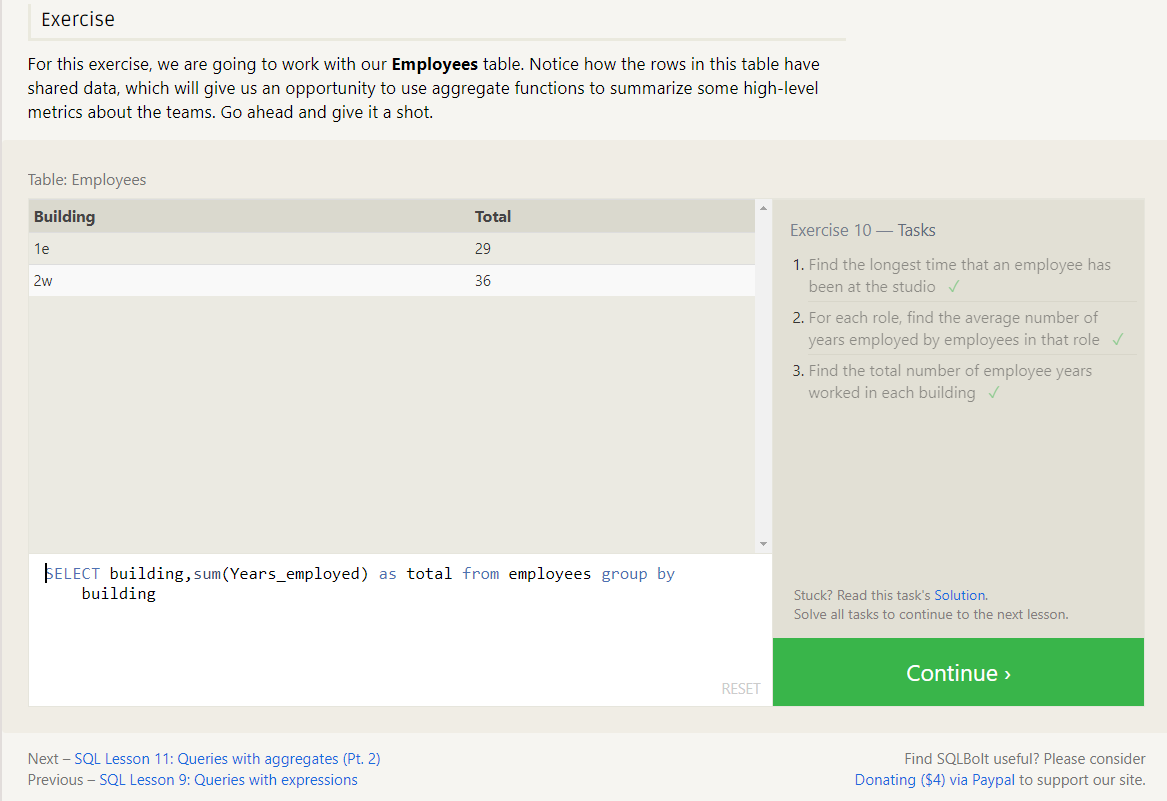 Exercise
For this exercise, we are going to work with our Employees table. Notice how the rows in this table have
shared data, which will give us an opportunity to use aggregate functions to summarize some high-level
metrics about the teams. Go ahead and give it a shot.
Table: Employees
Building Total
1e 29
2w 36
SELECT building,sum(Years_employed) as total from employees group by
building
RESET
Exercise 10 — Tasks
1. Find the longest time that an employee has
been at the studio ✓
2. For each role, find the average number of
years employed by employees in that role ✓
3. Find the total number of employee years
worked in each building ✓
Stuck? Read this task's Solution.
Solve all tasks to continue to the next lesson.
Continue ›
Next – SQL Lesson 11: Queries with aggregates (Pt. 2)
Previous – SQL Lesson 9: Queries with expressions
Find SQLBolt useful? Please consider
Donating ($4) via Paypal to support our site.